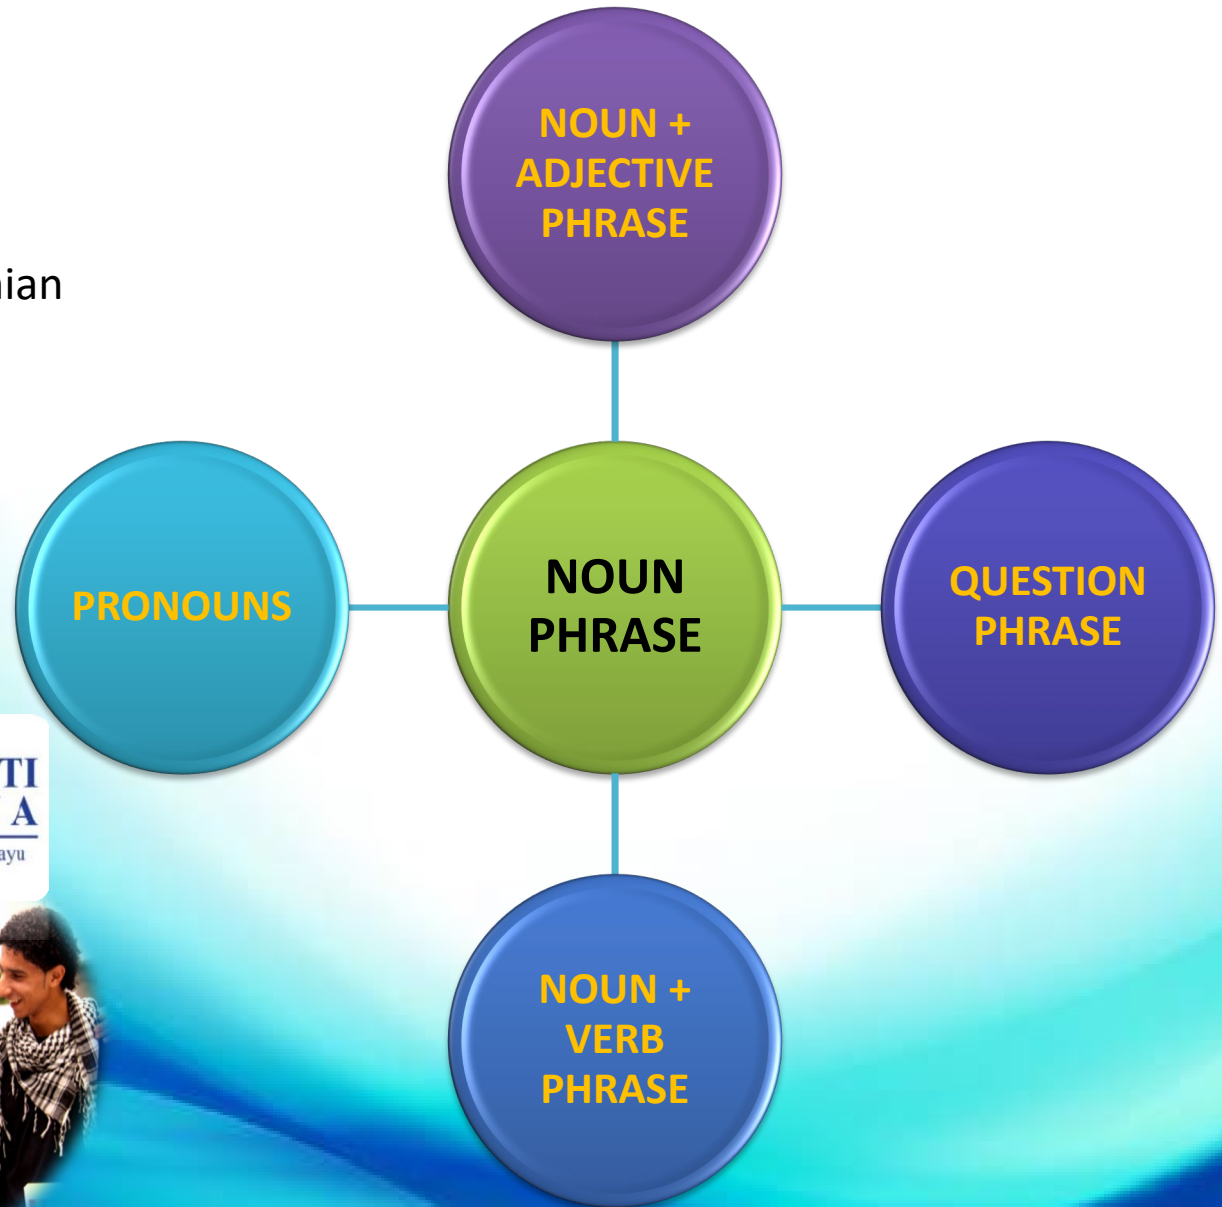 NOUN +
ADJECTIVE
PHRASE
PRONOUNS
NOUN
PHRASE
QUESTION
PHRASE
NOUN +
VERB
PHRASE